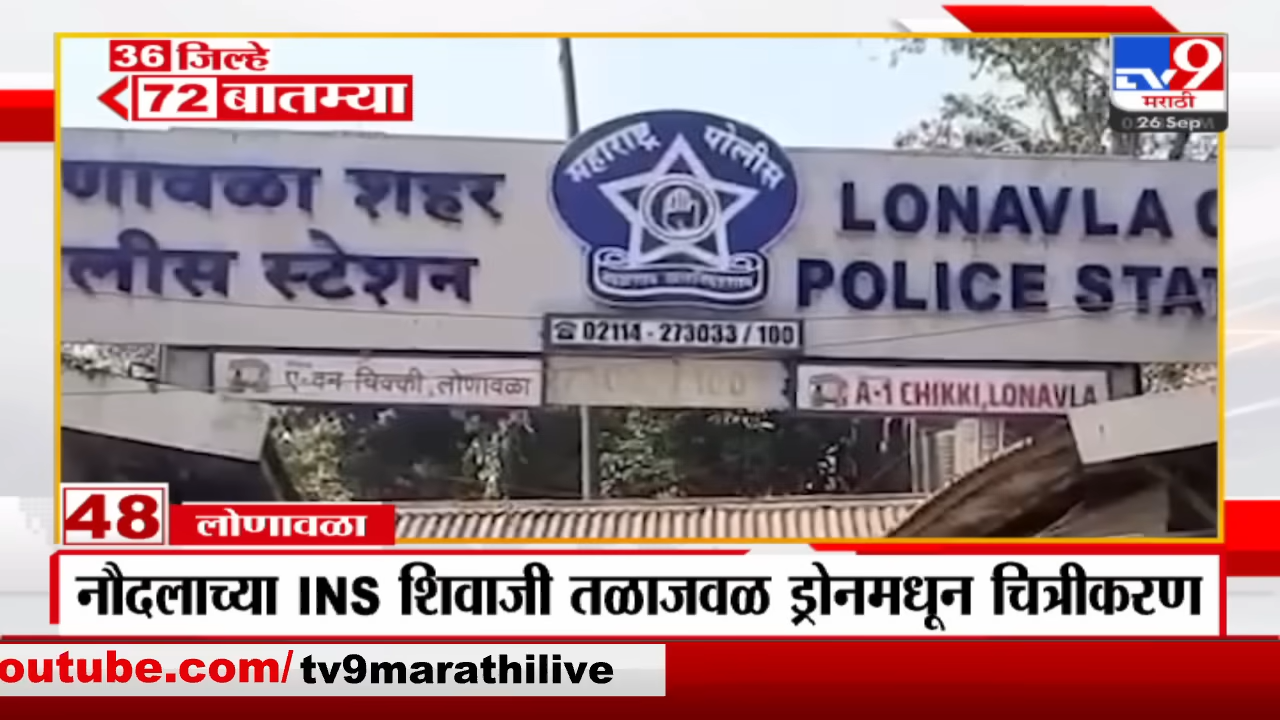 36 जिल्हे
72 बातम्या
TV9
मराठी
26 Sep
महाराष्ट्र पोलीस
णावळा शहर
लीस स्टेशन
LONAVLA C
POLICE STAT
☎ 02114 - 273033 / 100
ए-वन चिक्की,लोणावळा
A-1 CHIKKI,LONAVLA
48 लोणावळा
नौदलाच्या INS शिवाजी तळाजवळ ड्रोनमधून चित्रीकरण
outube.com/tv9marathilive